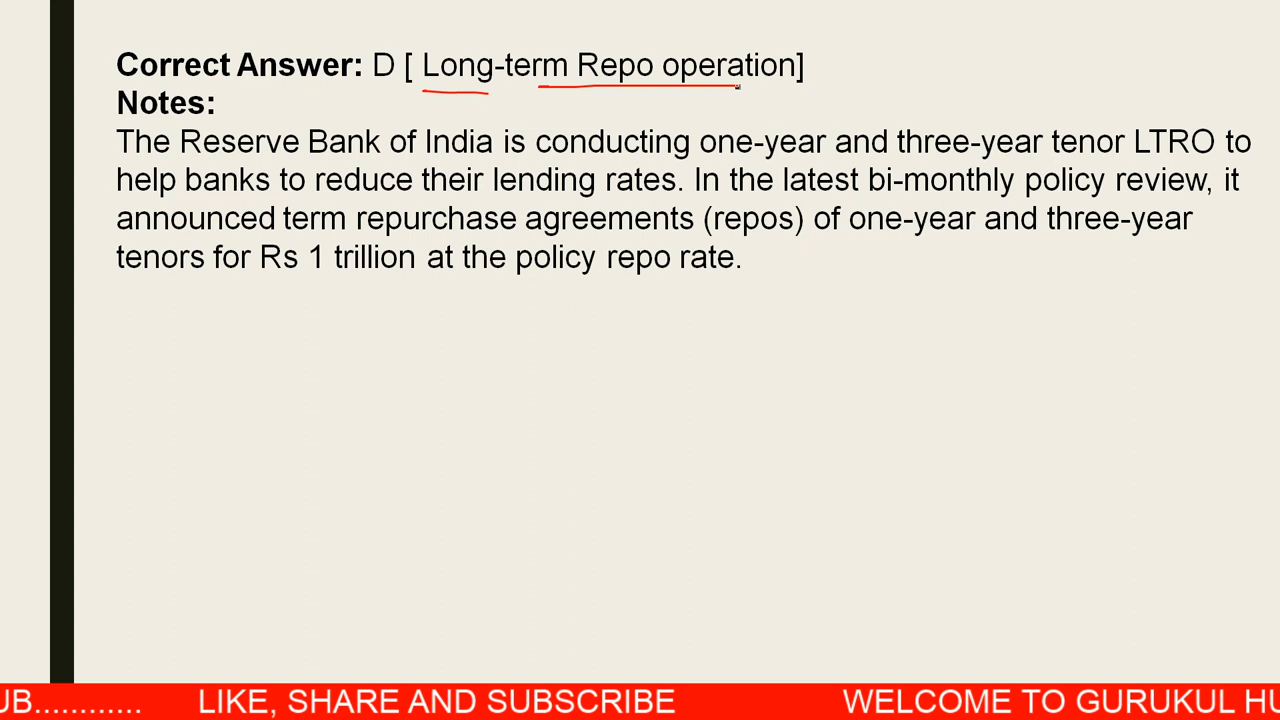 Correct Answer: D [ Long-term Repo operation]
Notes:
The Reserve Bank of India is conducting one-year and three-year tenor LTRO to
help banks to reduce their lending rates. In the latest bi-monthly policy review, it
announced term repurchase agreements (repos) of one-year and three-year
tenors for Rs 1 trillion at the policy repo rate.
UB............ LIKE, SHARE AND SUBSCRIBE WELCOME TO GURUKUL HU